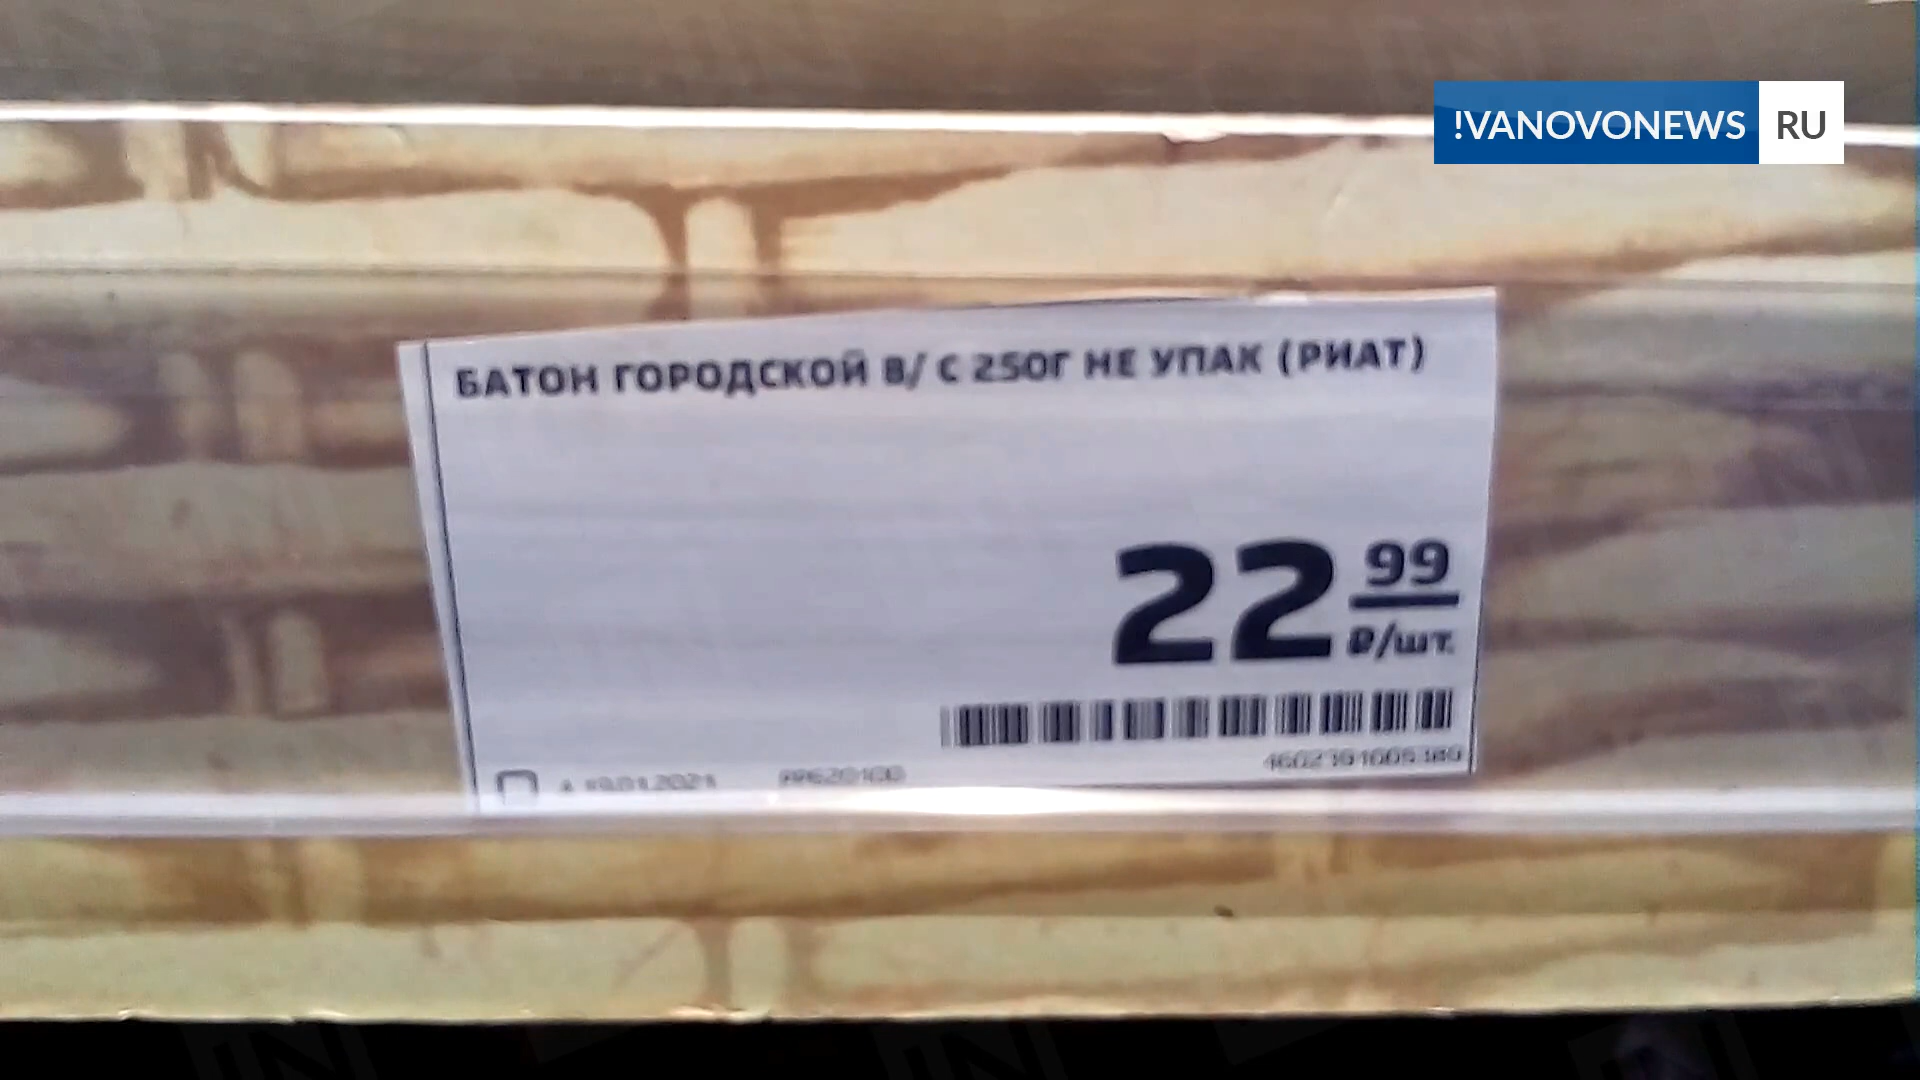 !VANOVONEWS RU
БАТОН ГОРОДСКОЙ В/ С 250Г НЕ УПАК (РИАТ)
22 99
₽/шт.